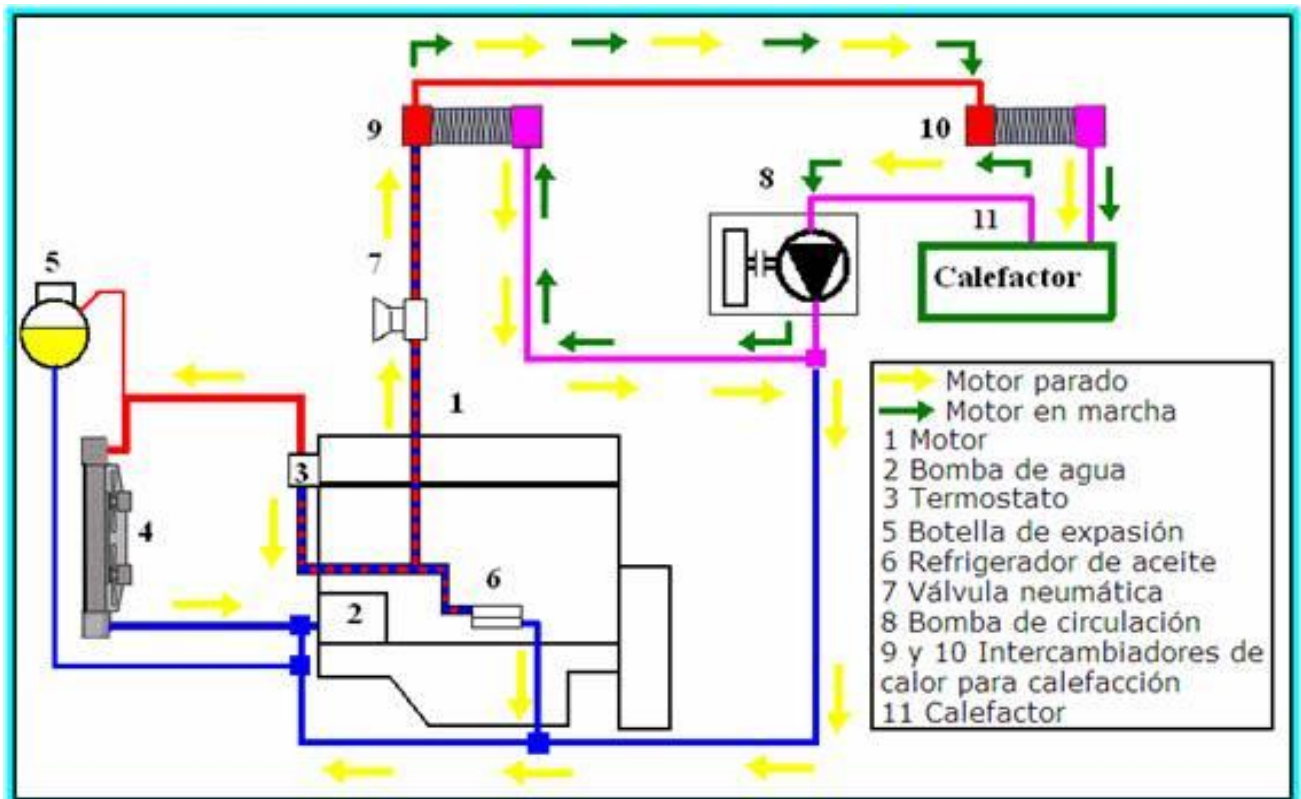 9
10
8
11
Calefactor
7
5
1
3
4
6
2
Motor parado
Motor en marcha
1 Motor
2 Bomba de agua
3 Termostato
5 Botella de expasión
6 Refrigerador de aceite
7 Válvula neumática
8 Bomba de circulación
9 y 10 Intercambiadores de
calor para calefacción
11 Calefactor